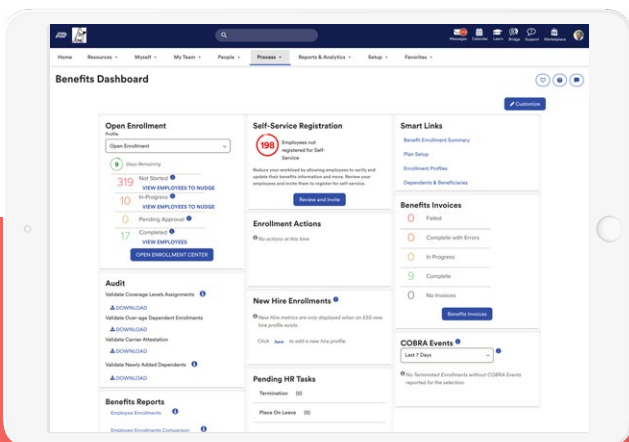 ADP
Messages Calendar Learn Bridge Support Marketplace
Home Resources Myself My Team People Process Reports & Analytics Setup Favorites
Benefits Dashboard
Customize
Open Enrollment
Profile
Open Enrollment
9 Days Remaining
319 Not Started
VIEW EMPLOYEES TO NUDGE
10 In-Progress
VIEW EMPLOYEES TO NUDGE
0 Pending Approval
17 Completed
VIEW EMPLOYEES
OPEN ENROLLMENT CENTER
Audit
Validate Coverage Levels Assignments
DOWNLOAD
Validate Over-age Dependent Enrollments
DOWNLOAD
Validate Carrier Attestation
DOWNLOAD
Validate Newly Added Dependents
DOWNLOAD
Benefits Reports
Employee Enrollments
Employee Enrollments Comparison
Self-Service Registration
198 Employees not
registered for Self-
Service
Reduce your workload by allowing employees to verify and
update their benefits information and more. Review your
employees and invite them to register for self-service.
Review and Invite
Enrollment Actions
No actions at this time.
New Hire Enrollments
New Hire metrics are only displayed when an ESS new
hire profile exists.
Click here to add a new hire profile.
Pending HR Tasks
Termination (0)
Place On Leave (0)
Smart Links
Benefit Enrollment Summary
Plan Setup
Enrollment Profiles
Dependents & Beneficiaries
Benefits Invoices
0 Failed
0 Complete with Errors
0 In Progress
9 Complete
0 No Invoices
Benefits Invoices
COBRA Events
Last 7 Days
No Terminated Enrollments without COBRA Events
reported for the selection.